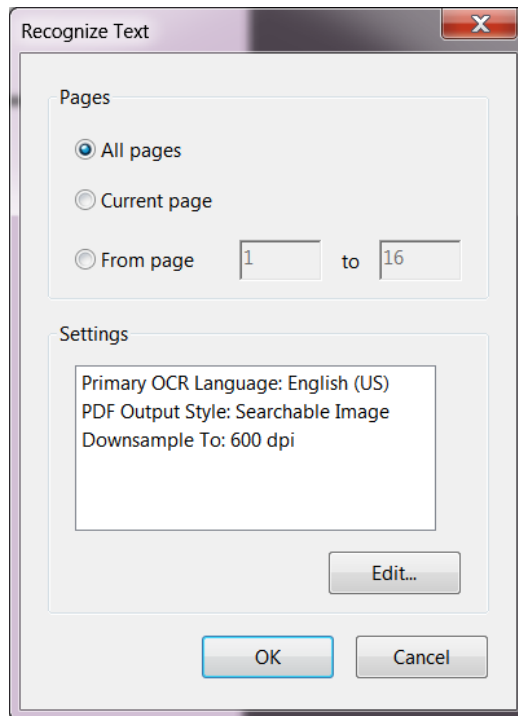 Recognize Text
Pages
All pages
Current page
From page 1 to 16
Settings
Primary OCR Language: English (US)
PDF Output Style: Searchable Image
Downsample To: 600 dpi
Edit...
OK Cancel